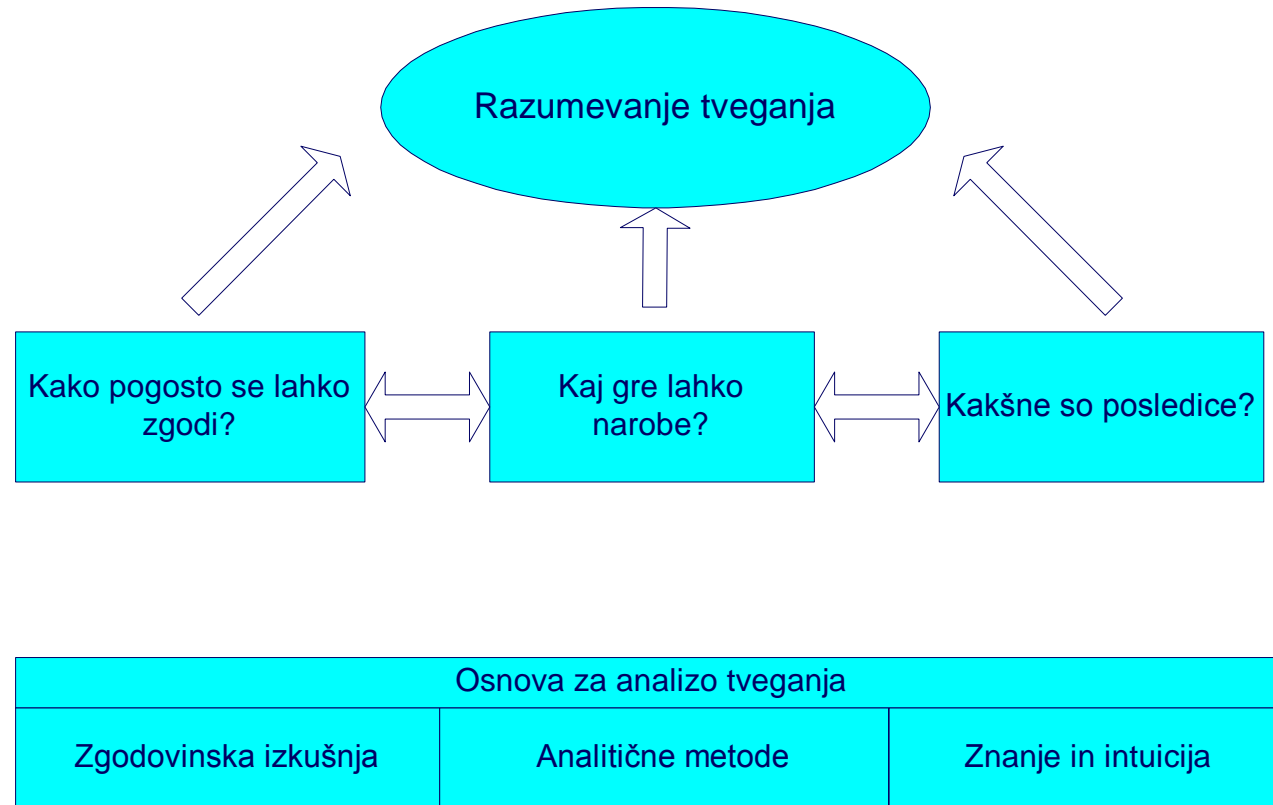 Razumevanje tveganja
Kako pogosto se lahko
zgodi?
Kaj gre lahko
narobe?
Kakšne so posledice?
Osnova za analizo tveganja
Zgodovinska izkušnja
Analitične metode
Znanje in intuicija